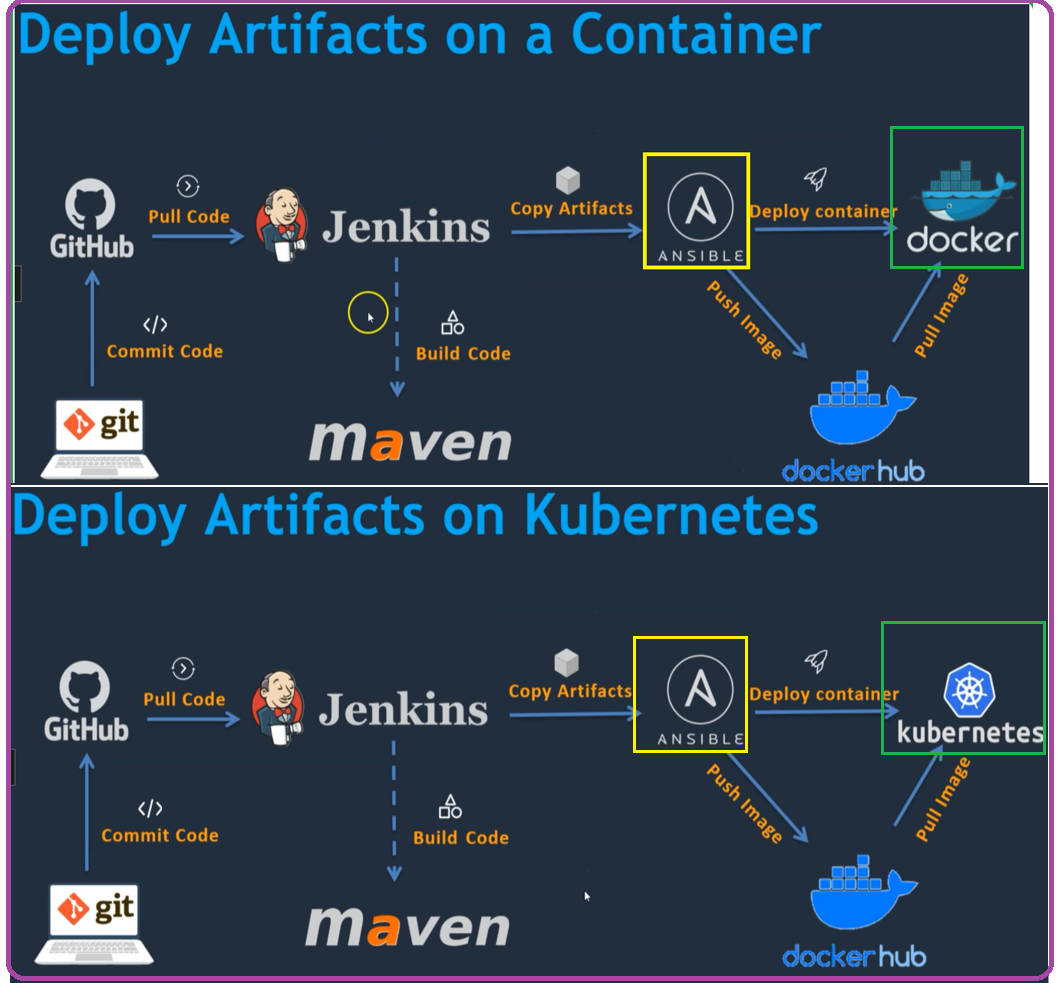 Deploy Artifacts on a Container
Pull Code
GitHub
Jenkins
Copy Artifacts
ANSIBLE
Deploy container
docker
Commit Code
Build Code
Push Image
Pull Image
git
maven
dockerhub
Deploy Artifacts on Kubernetes
Pull Code
GitHub
Jenkins
Copy Artifacts
ANSIBLE
Deploy container
kubernetes
Commit Code
Build Code
Push Image
Pull Image
git
maven
dockerhub